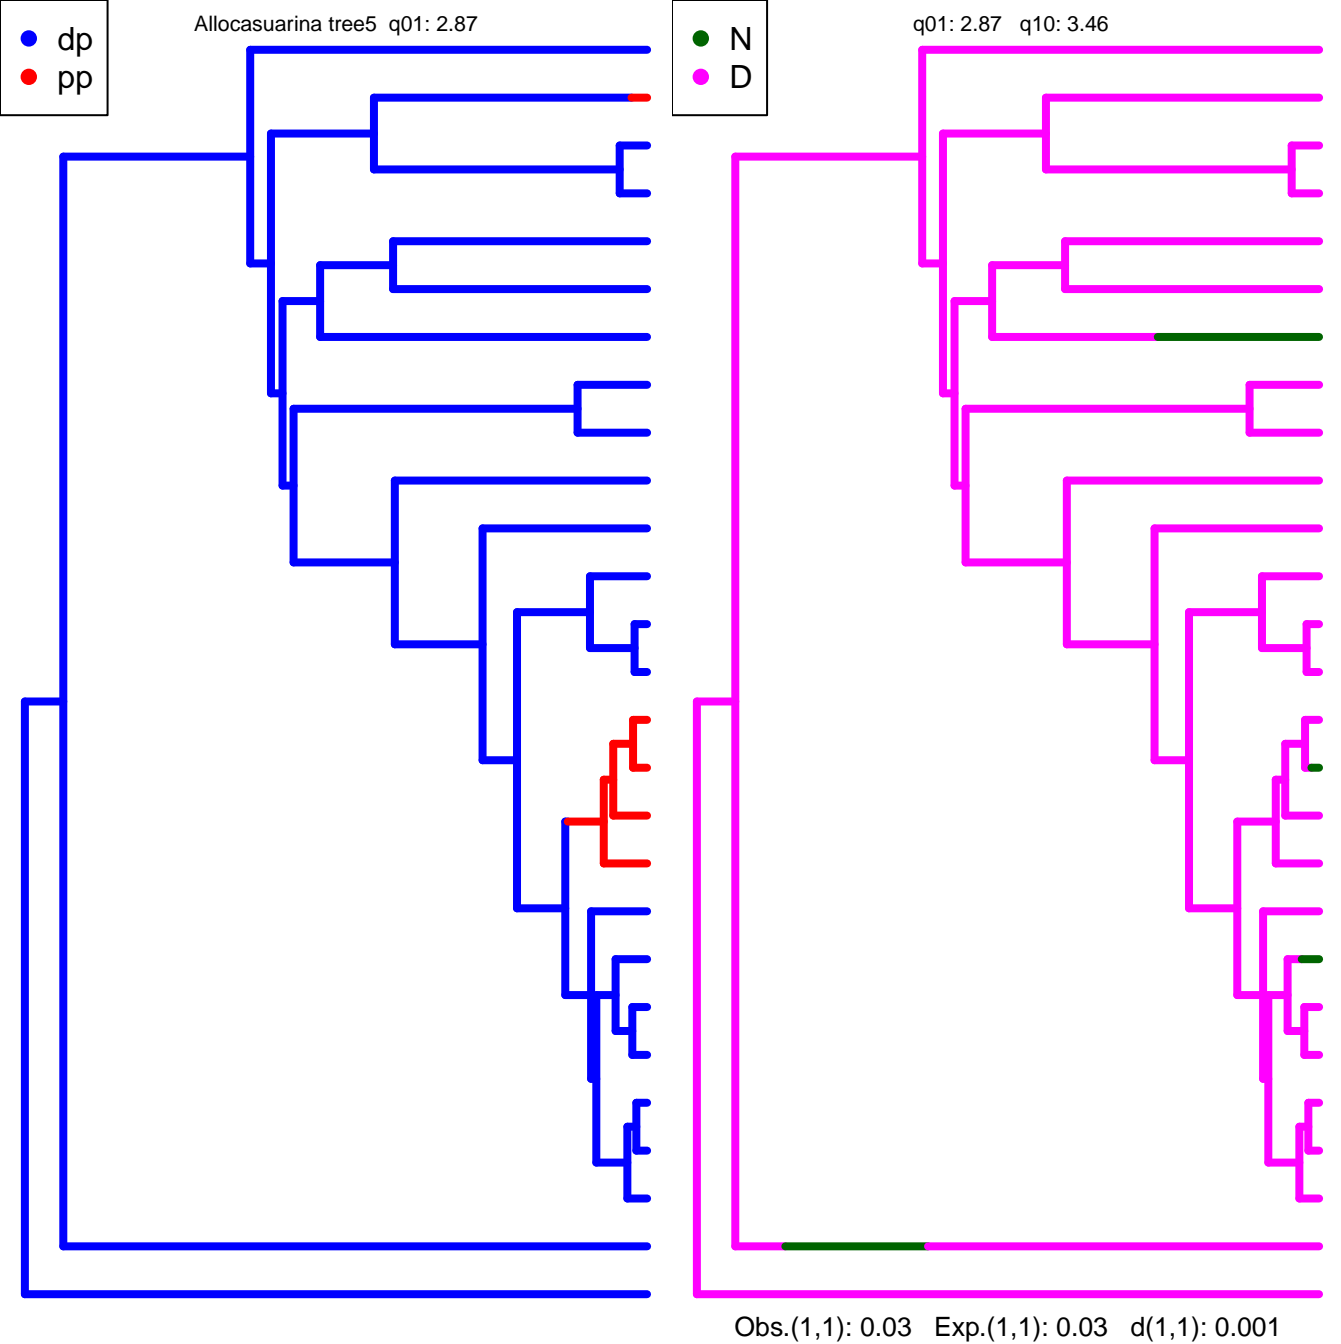 Allocasuarina tree5  q01: 2.87
dp
pp
q01: 2.87   q10: 3.46
N
D
Obs.(1,1): 0.03   Exp.(1,1): 0.03   d(1,1): 0.001